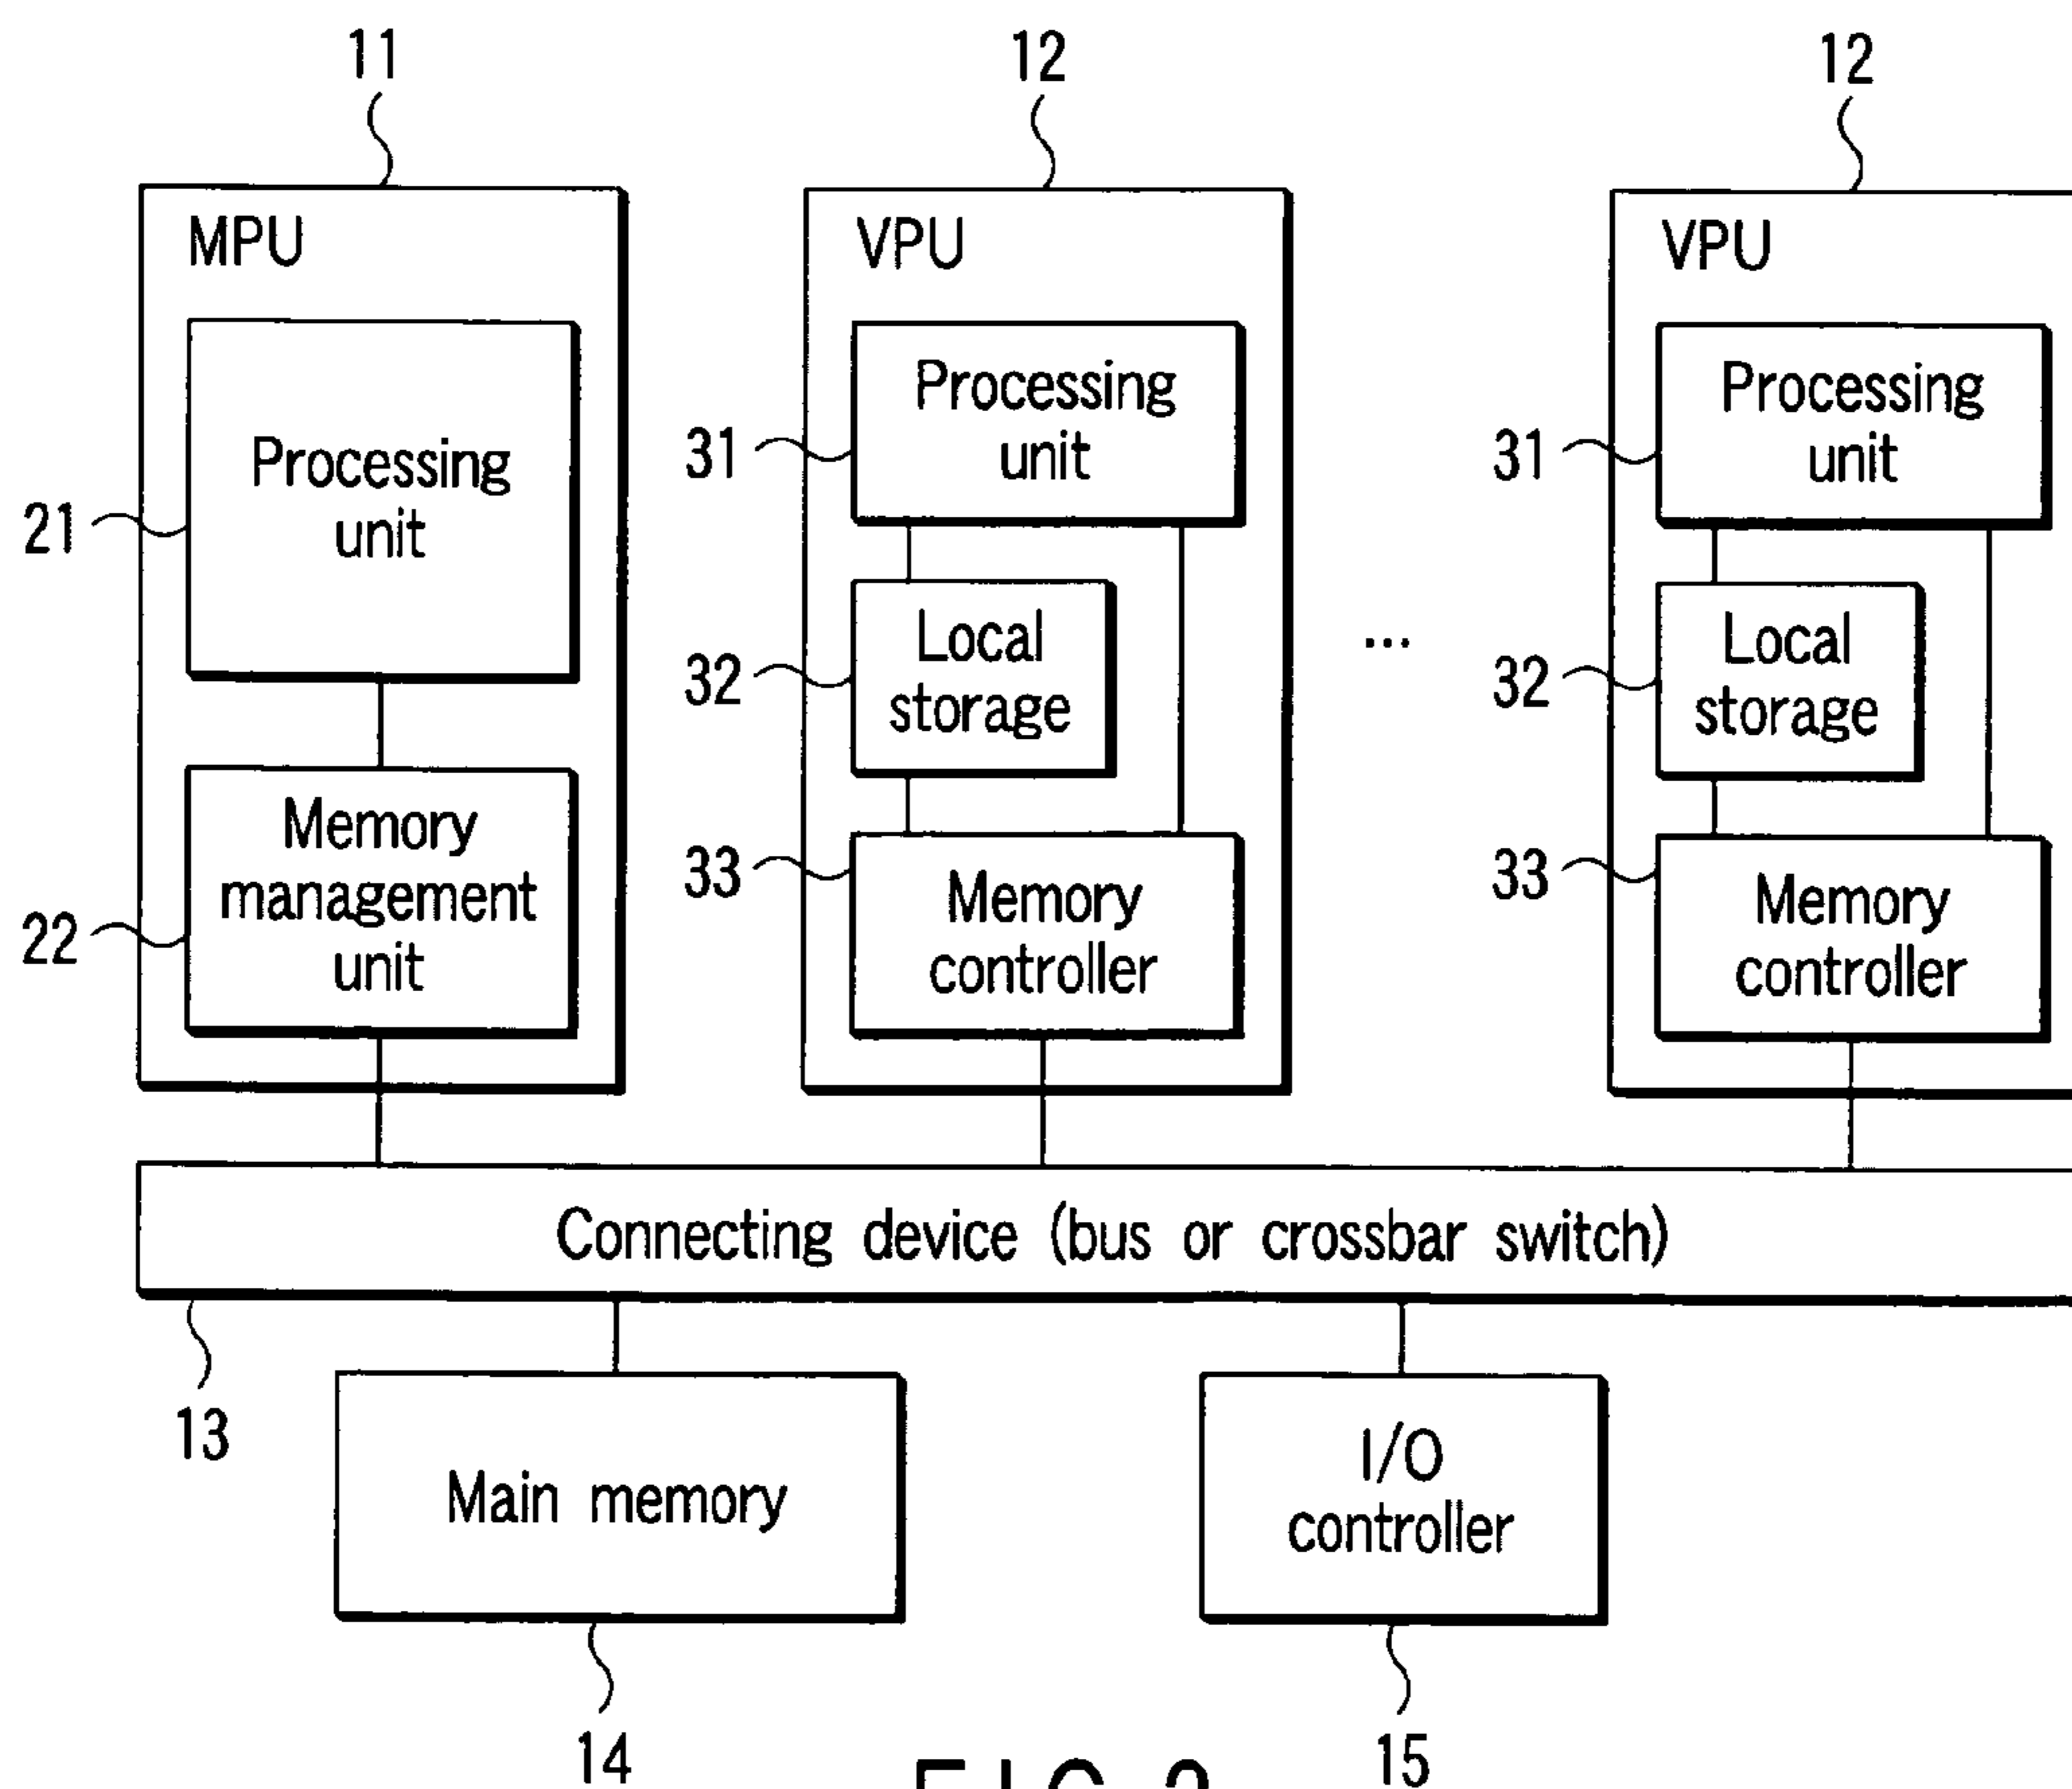 11
12
12
MPU
VPU
VPU
Processing
unit
21
Processing
unit
31
Processing
unit
31
Local
storage
32
...
Local
storage
32
Memory
management
unit
22
Memory
controller
33
Memory
controller
33
Connecting device (bus or crossbar switch)
13
Main memory
I/O
controller
14
15